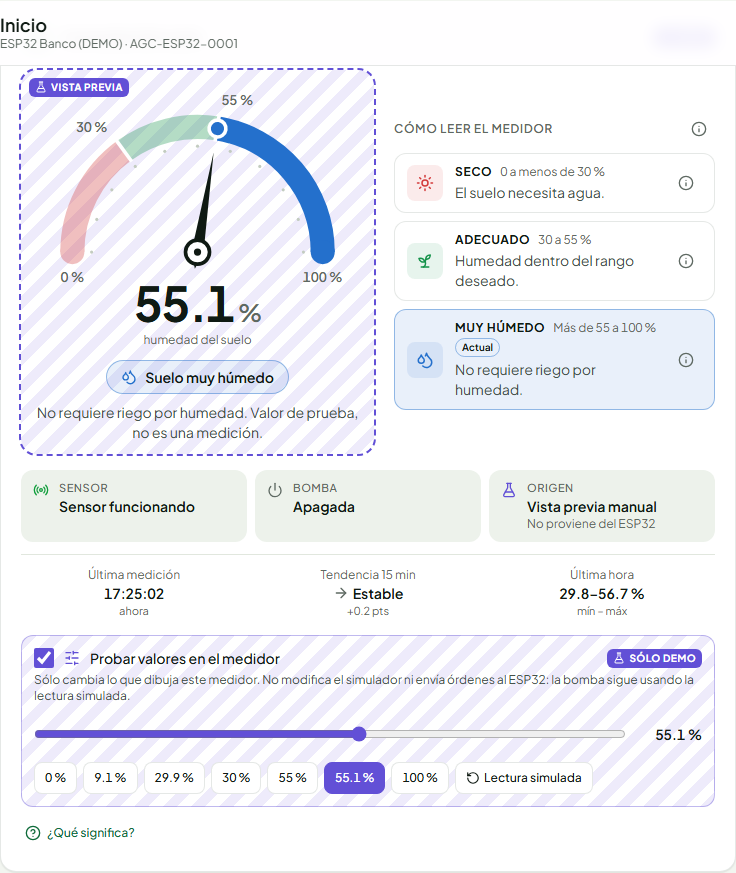 Inicio
ESP32 Banco (DEMO) · AGC-ESP32-0001
VISTA PREVIA
55 %
30 %
0 %
100 %
55.1 %
humedad del suelo
Suelo muy húmedo
No requiere riego por humedad. Valor de prueba,
no es una medición.
CÓMO LEER EL MEDIDOR
SECO 0 a menos de 30 %
El suelo necesita agua.
ADECUADO 30 a 55 %
Humedad dentro del rango
deseado.
MUY HÚMEDO Más de 55 a 100 %
Actual
No requiere riego por
humedad.
SENSOR
Sensor funcionando
BOMBA
Apagada
ORIGEN
Vista previa manual
No proviene del ESP32
Última medición
17:25:02
ahora
Tendencia 15 min
→ Estable
+0.2 pts
Última hora
29.8–56.7 %
mín – máx
Probar valores en el medidor
SÓLO DEMO
Sólo cambia lo que dibuja este medidor. No modifica el simulador ni envía órdenes al ESP32: la bomba sigue usando la
lectura simulada.
55.1 %
0 % 9.1 % 29.9 % 30 % 55 % 55.1 % 100 % Lectura simulada
¿Qué significa?